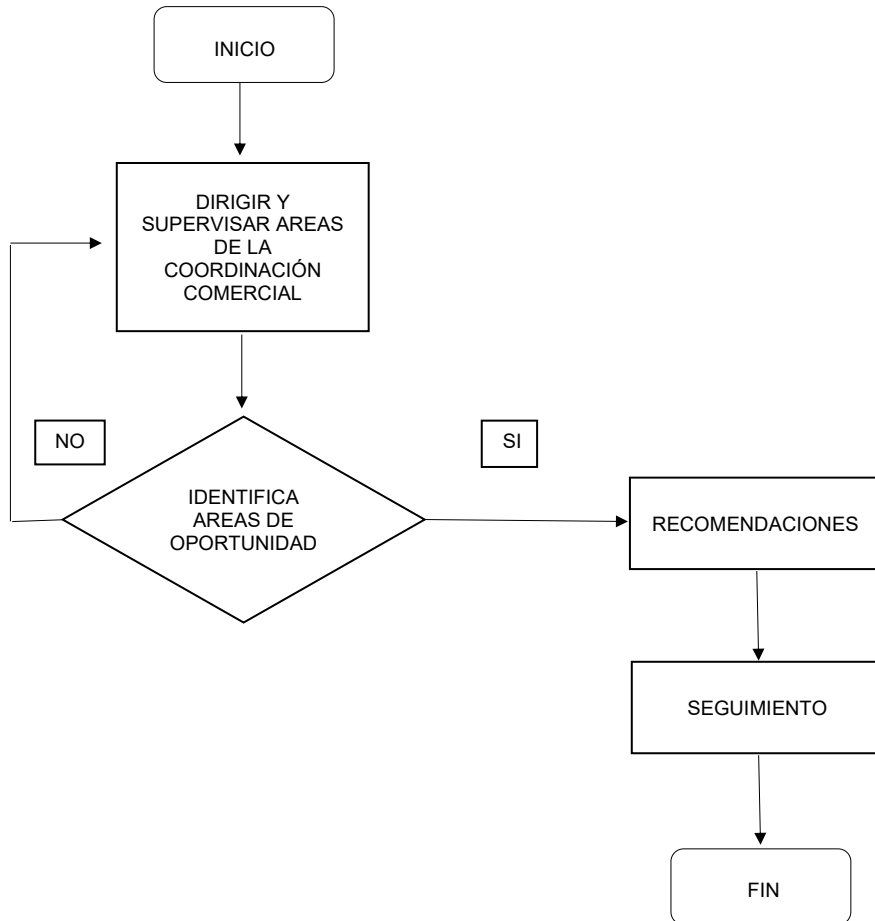 INICIO
DIRIGIR Y
SUPERVISAR AREAS
DE LA
COORDINACIÓN
COMERCIAL
NO
SI
IDENTIFICA
AREAS DE
OPORTUNIDAD
RECOMENDACIONES
SEGUIMIENTO
FIN